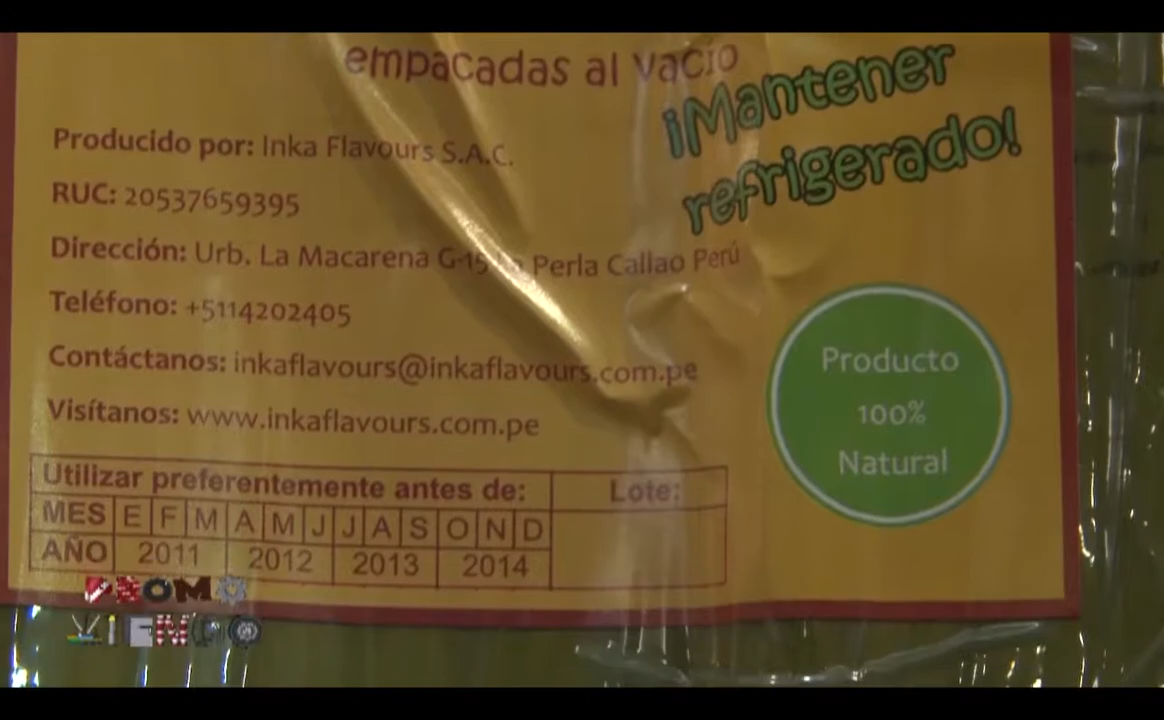 empacadas al vacío
¡Mantener
refrigerado!
Producido por: Inka Flavours S.A.C.
RUC: 20537659395
Dirección: Urb. La Macarena G-15 La Perla Callao Perú
Teléfono: +5114202405
Contáctanos: inkaflavours@inkaflavours.com.pe
Visítanos: www.inkaflavours.com.pe
Producto
100%
Natural
Utilizar preferentemente antes de: Lote:
MES E F M A M J J A S O N D
AÑO 2011 2012 2013 2014